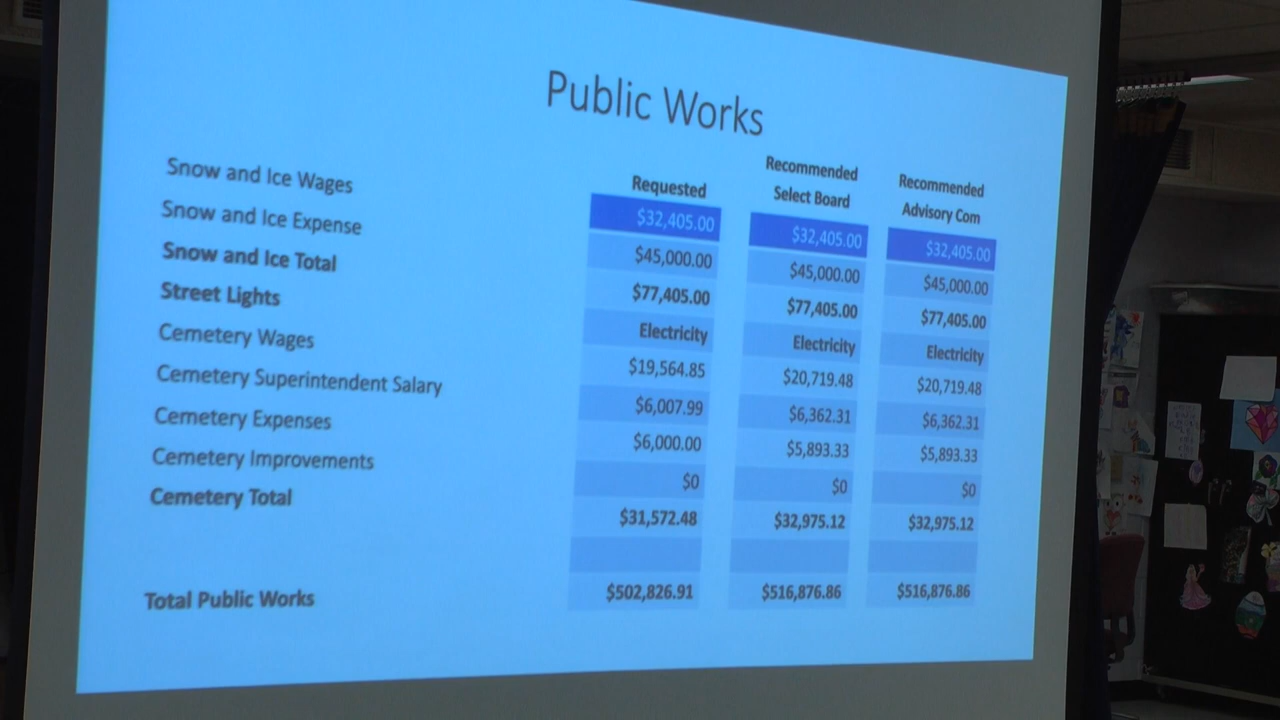 Public Works
Requested Recommended Select Board Recommended Advisory Com
Snow and Ice Wages $32,405.00 $32,405.00 $32,405.00
Snow and Ice Expense $45,000.00 $45,000.00 $45,000.00
Snow and Ice Total $77,405.00 $77,405.00 $77,405.00
Street Lights Electricity Electricity Electricity
Cemetery Wages $19,564.85 $20,719.48 $20,719.48
Cemetery Superintendent Salary $6,007.99 $6,362.31 $6,362.31
Cemetery Expenses $6,000.00 $5,893.33 $5,893.33
Cemetery Improvements $0 $0 $0
Cemetery Total $31,572.48 $32,975.12 $32,975.12
Total Public Works $502,826.91 $516,876.86 $516,876.86